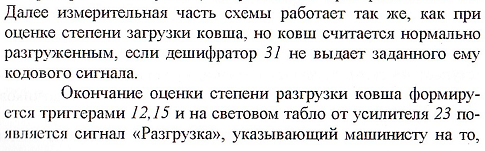 Далее измерительная часть схемы работает так же, как при
оценке степени загрузки ковша, но ковш считается нормально
разгруженным, если дешифратор 31 не выдает заданного ему
кодового сигнала.
Окончание оценки степени разгрузки ковша формиру-
ется триггерами 12,15 и на световом табло от усилителя 23 по-
является сигнал «Разгрузка», указывающий машинисту на то,